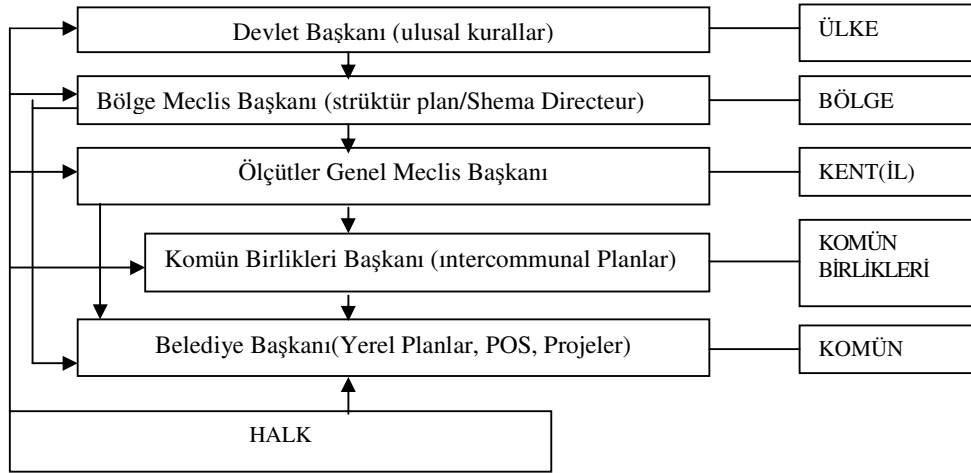 Devlet Başkanı (ulusal kurallar)
ÜLKE
Bölge Meclis Başkanı (strüktür plan/Shema Directeur)
BÖLGE
Ölçütler Genel Meclis Başkanı
KENT(İL)
Komün Birlikleri Başkanı (ıntercommunal Planlar)
KOMÜN
BİRLİKLERİ
Belediye Başkanı(Yerel Planlar, POS, Projeler)
KOMÜN
HALK